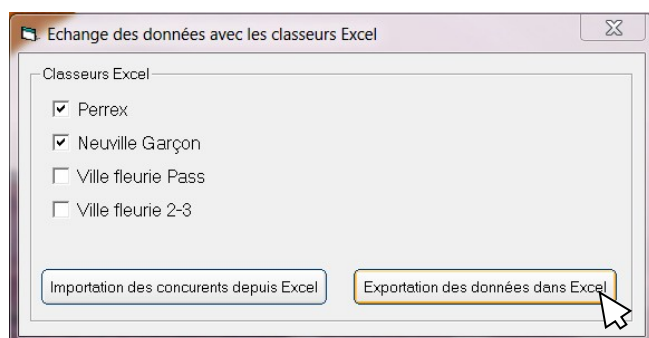 Echange des données avec les classeurs Excel
Classeurs Excel
Perrex
Neuville Garçon
Ville fleurie Pass
Ville fleurie 2-3
Importation des concurents depuis Excel
Exportation des données dans Excel